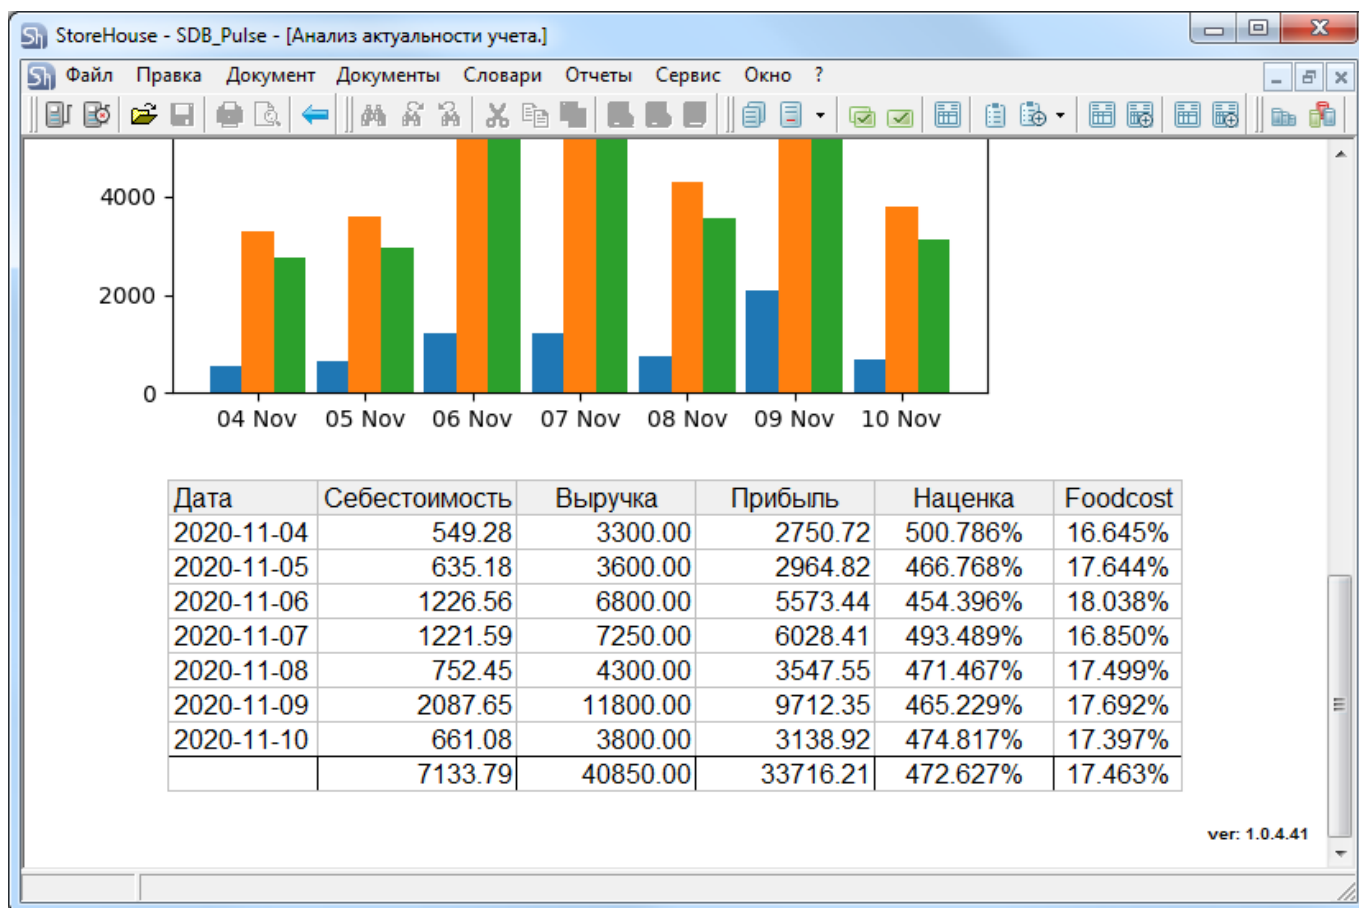 StoreHouse - SDB_Pulse - [Анализ актуальности учета.]
Файл Правка Документ Документы Словари Отчеты Сервис Окно ?
4000
2000
0
04 Nov 05 Nov 06 Nov 07 Nov 08 Nov 09 Nov 10 Nov
Дата Себестоимость Выручка Прибыль Наценка Foodcost
2020-11-04 549.28 3300.00 2750.72 500.786% 16.645%
2020-11-05 635.18 3600.00 2964.82 466.768% 17.644%
2020-11-06 1226.56 6800.00 5573.44 454.396% 18.038%
2020-11-07 1221.59 7250.00 6028.41 493.489% 16.850%
2020-11-08 752.45 4300.00 3547.55 471.467% 17.499%
2020-11-09 2087.65 11800.00 9712.35 465.229% 17.692%
2020-11-10 661.08 3800.00 3138.92 474.817% 17.397%
7133.79 40850.00 33716.21 472.627% 17.463%
ver: 1.0.4.41